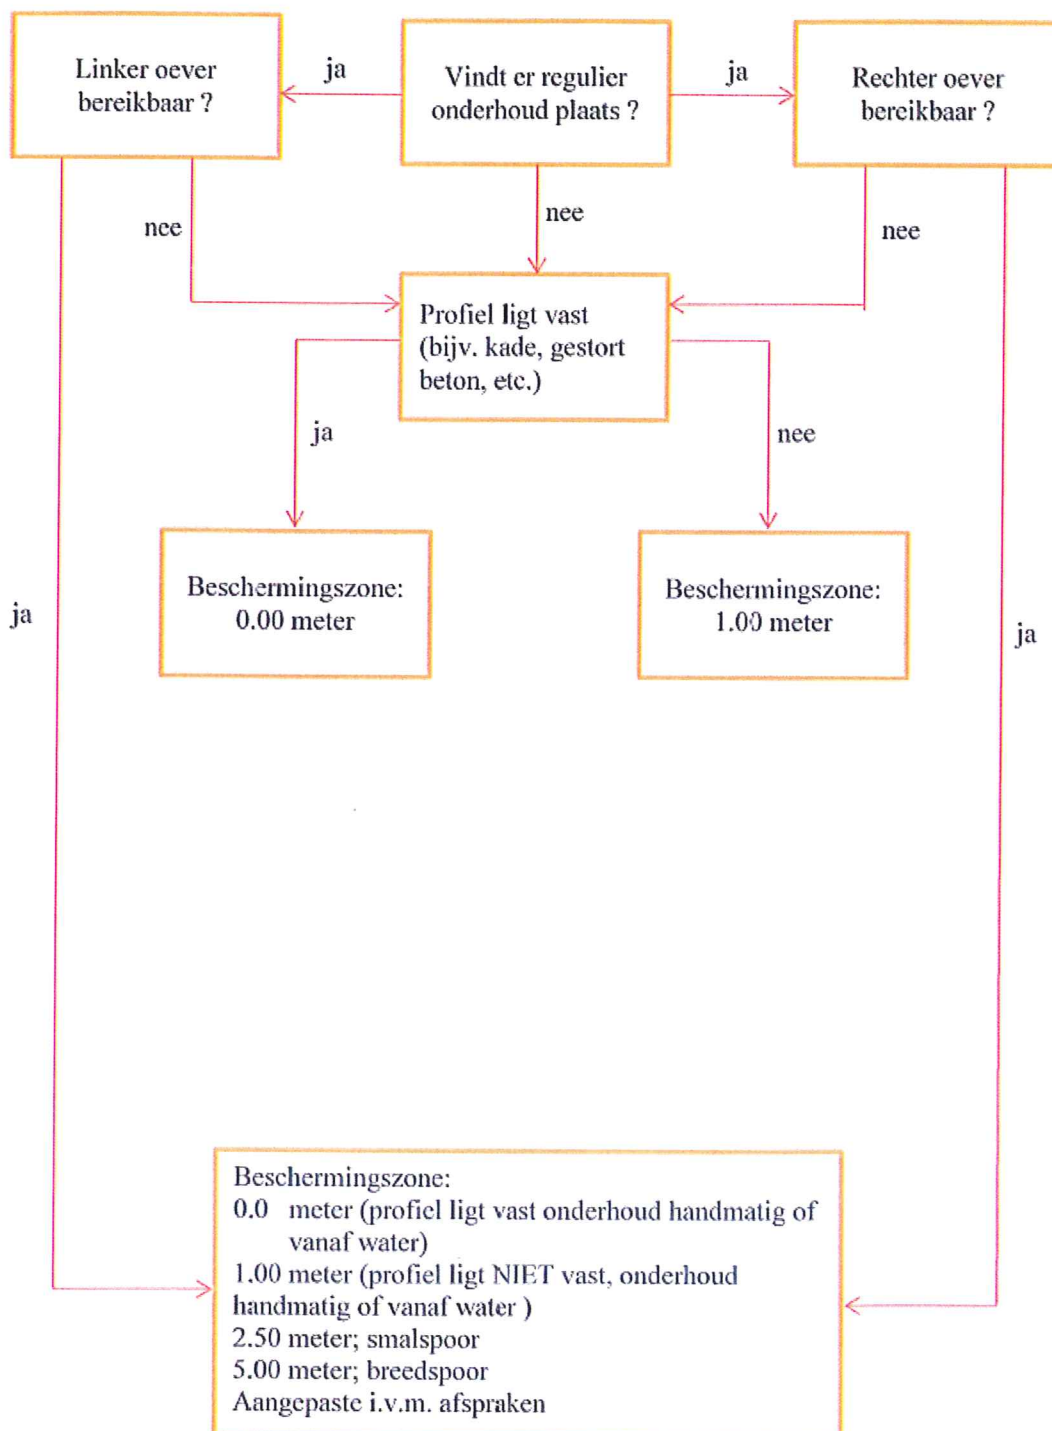 Linker oever
bereikbaar ?
ja
Vindt er regulier
onderhoud plaats ?
ja
Rechter oever
bereikbaar ?
nee
nee
nee
Profiel ligt vast
(bijv. kade, gestort
beton, etc.)
ja
nee
Beschermingszone:
0.00 meter
Beschermingszone:
1.00 meter
ja
ja
Beschermingszone:
0.0 meter (profiel ligt vast onderhoud handmatig of
vanaf water)
1.00 meter (profiel ligt NIET vast, onderhoud
handmatig of vanaf water )
2.50 meter; smalspoor
5.00 meter; breedspoor
Aangepaste i.v.m. afspraken